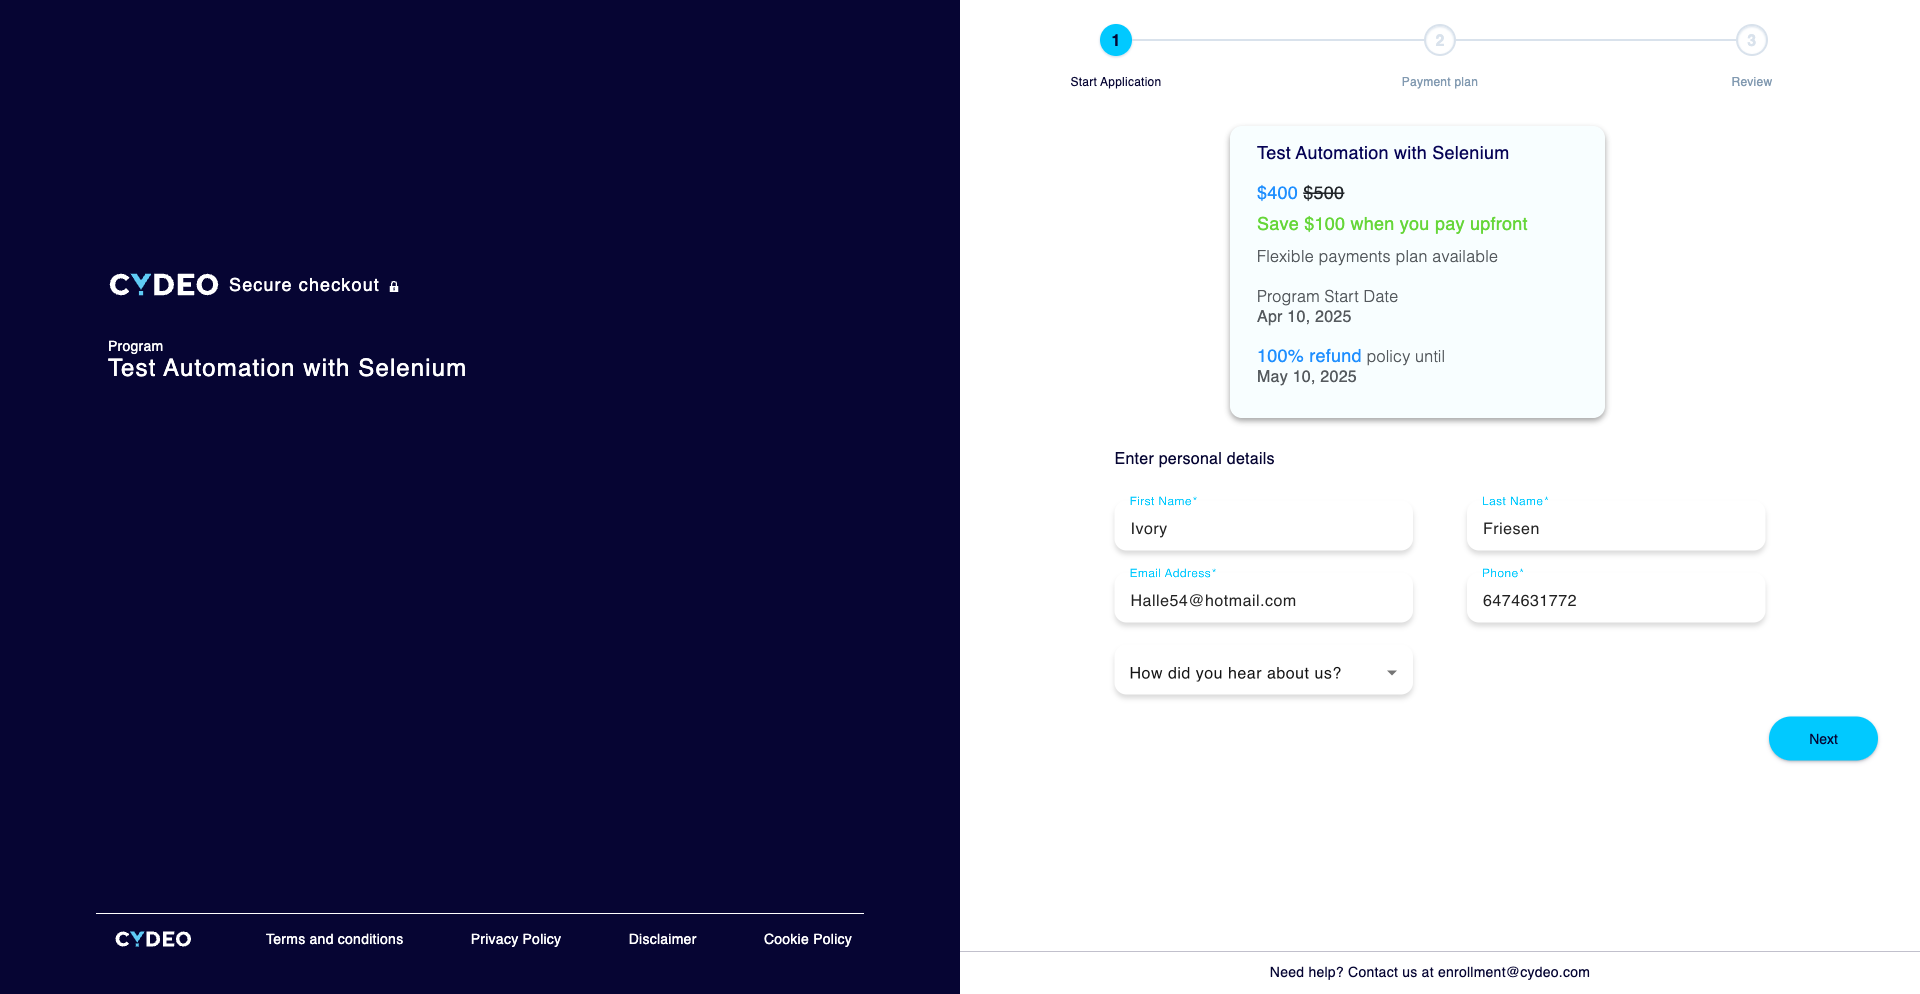 CYDEO Secure checkout
Program
Test Automation with Selenium
CYDEO Terms and conditions Privacy Policy Disclaimer Cookie Policy
1 2 3
Start Application Payment plan Review
Test Automation with Selenium
$400 $500
Save $100 when you pay upfront
Flexible payments plan available
Program Start Date
Apr 10, 2025
100% refund policy until
May 10, 2025
Enter personal details
First Name* Last Name*
Ivory Friesen
Email Address* Phone*
Halle54@hotmail.com 6474631772
How did you hear about us?
Next
Need help? Contact us at enrollment@cydeo.com